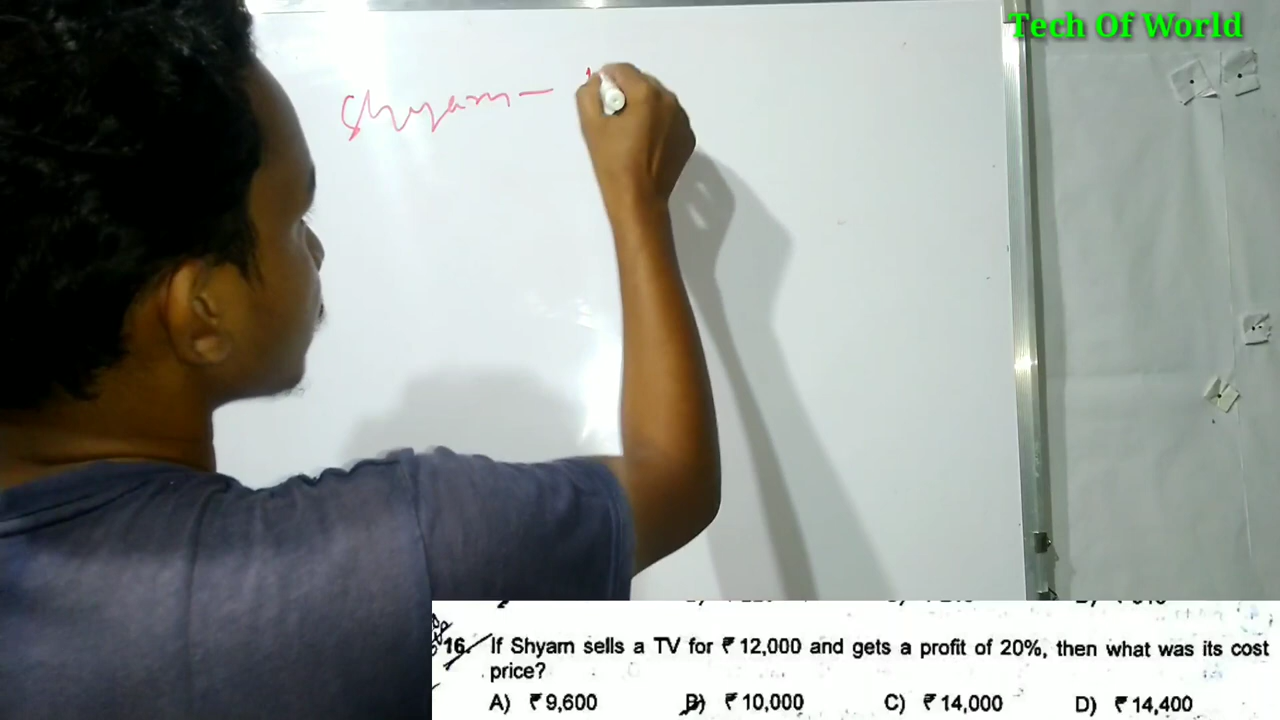 Tech Of World
Shyam -
16. If Shyam sells a TV for ₹ 12,000 and gets a profit of 20%, then what was its cost
price?
A) ₹ 9,600 B) ₹ 10,000 C) ₹ 14,000 D) ₹ 14,400